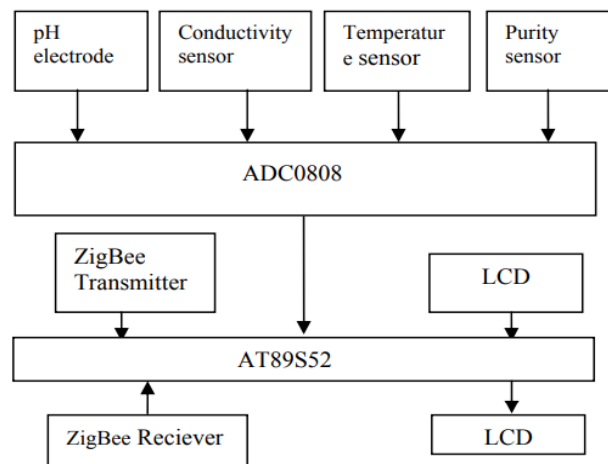 pH
electrode
Conductivity
sensor
Temperatur
e sensor
Purity
sensor
ADC0808
ZigBee
Transmitter
LCD
AT89S52
ZigBee Reciever
LCD